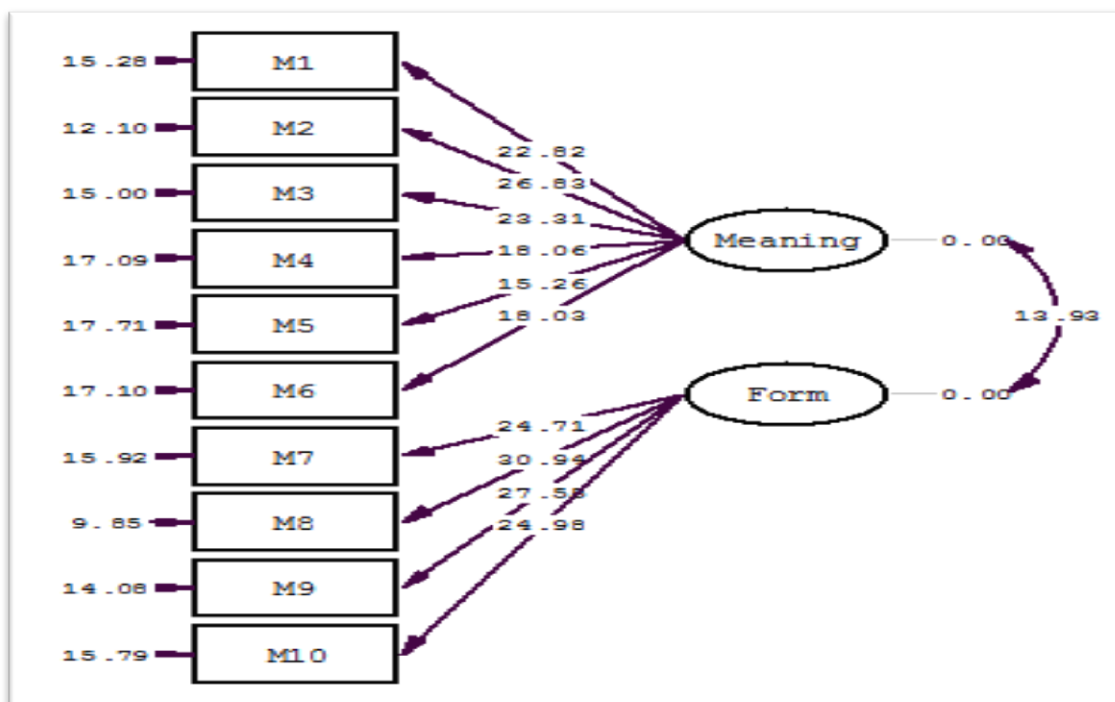 15.28 M1
12.10 M2
15.00 M3
17.09 M4
17.71 M5
17.10 M6
15.92 M7
9.85 M8
14.08 M9
15.79 M10
22.82
26.83
23.31
18.06
15.26
18.03
24.71
30.94
27.58
24.98
Meaning 0.00
13.93
Form 0.00